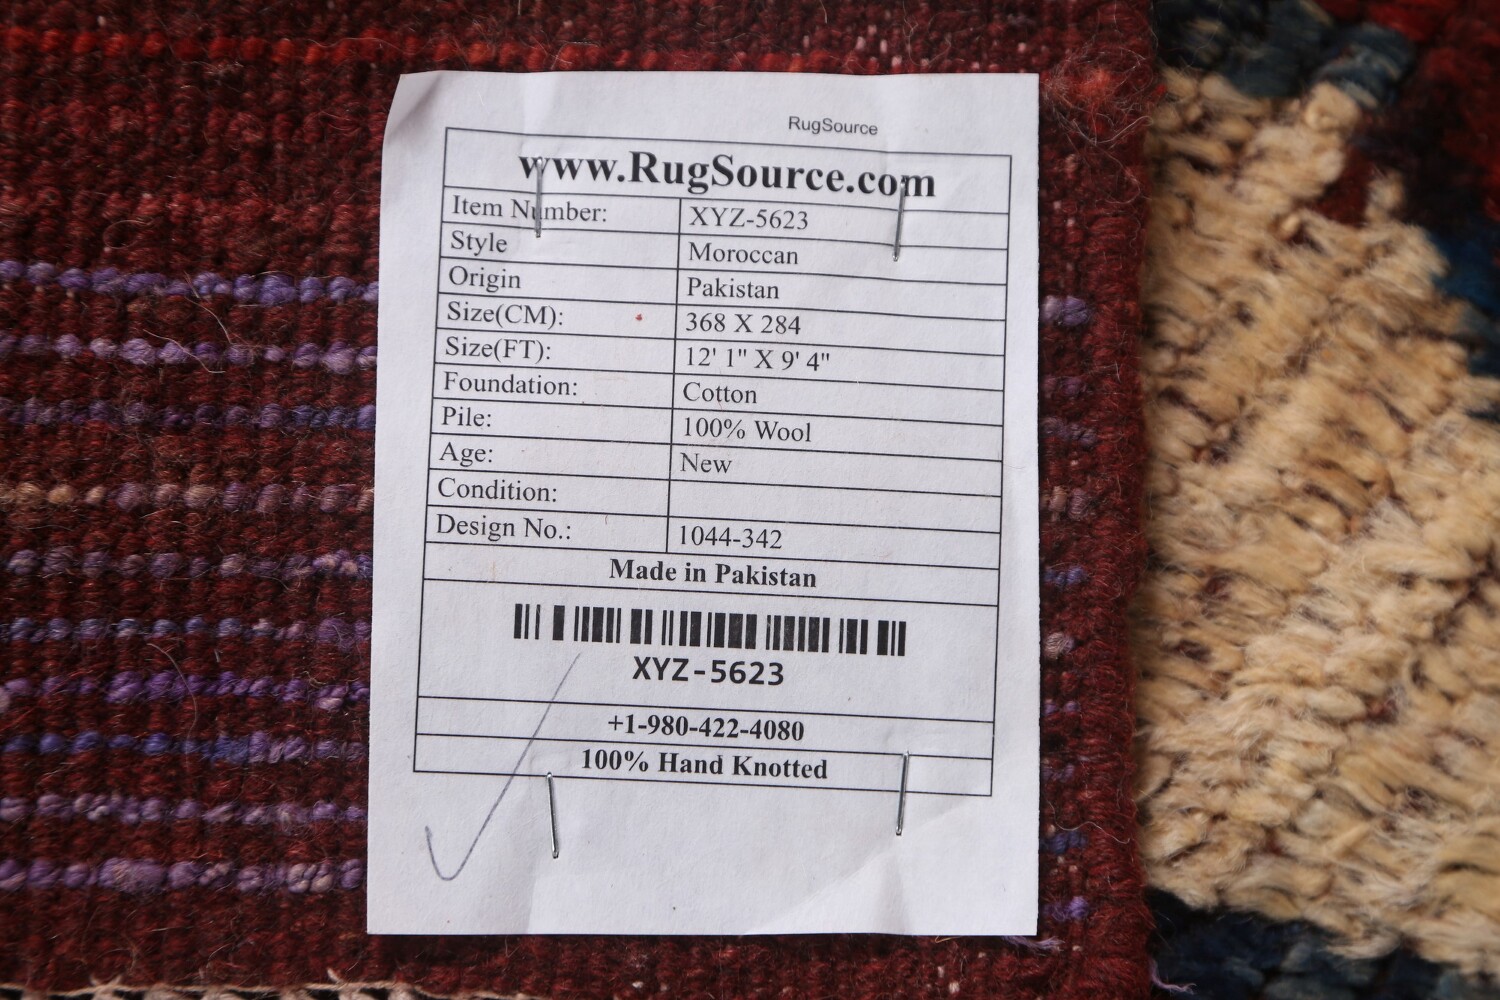 RugSource
www.RugSource.com
Item Number: XYZ-5623
Style Moroccan
Origin Pakistan
Size(CM): 368 X 284
Size(FT): 12' 1" X 9' 4"
Foundation: Cotton
Pile: 100% Wool
Age: New
Condition:
Design No.: 1044-342
Made in Pakistan
XYZ-5623
+1-980-422-4080
100% Hand Knotted